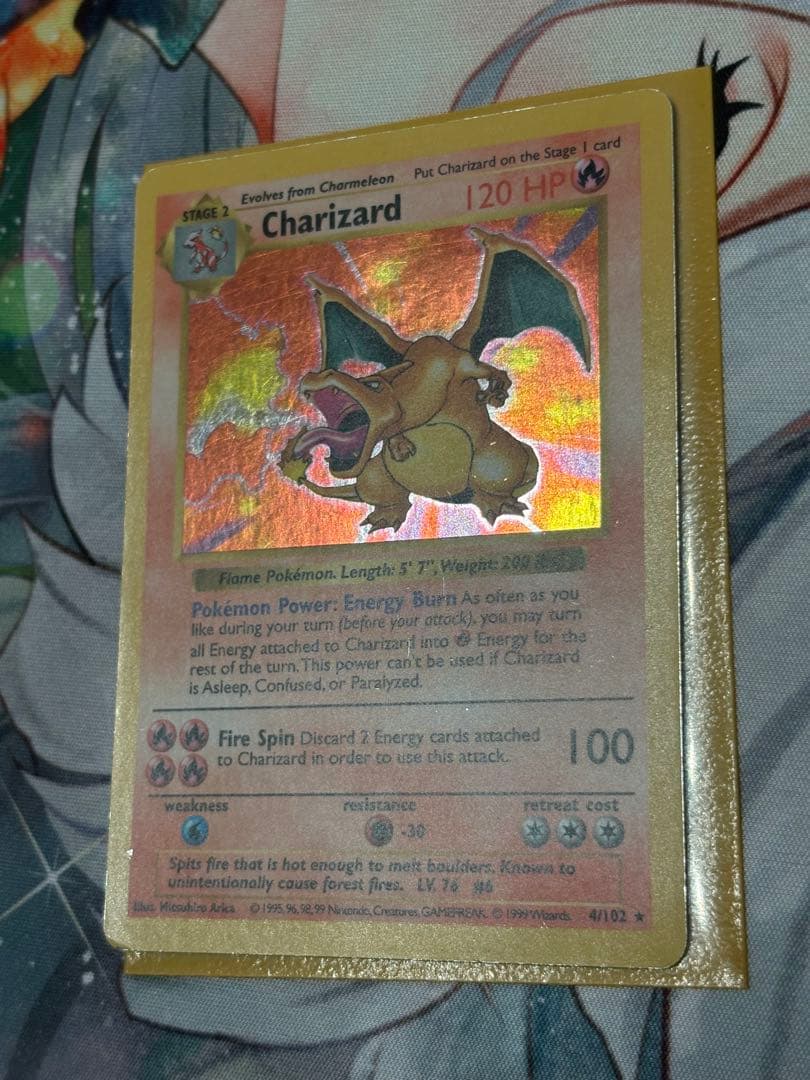 Evolves from Charmeleon
Put Charizard on the Stage 1 card
STAGE 2
Charizard
120 HP
Flame Pokémon. Length: 5' 7", Weight: 200 lbs.
Pokémon Power: Energy Burn As often as you
like during your turn (before your attack), you may turn
all Energy attached to Charizard into Energy for the
rest of the turn. This power can't be used if Charizard
is Asleep, Confused, or Paralyzed.
Fire Spin Discard 2 Energy cards attached
to Charizard in order to use this attack.
100
weakness
resistance
retreat cost
-30
Spits fire that is hot enough to melt boulders. Known to
unintentionally cause forest fires. LV. 76 #6
Illus. Mitsuhiro Arita © 1995, 96, 98, 99 Nintendo, Creatures, GAMEFREAK. © 1999 Wizards. 4/102 ★